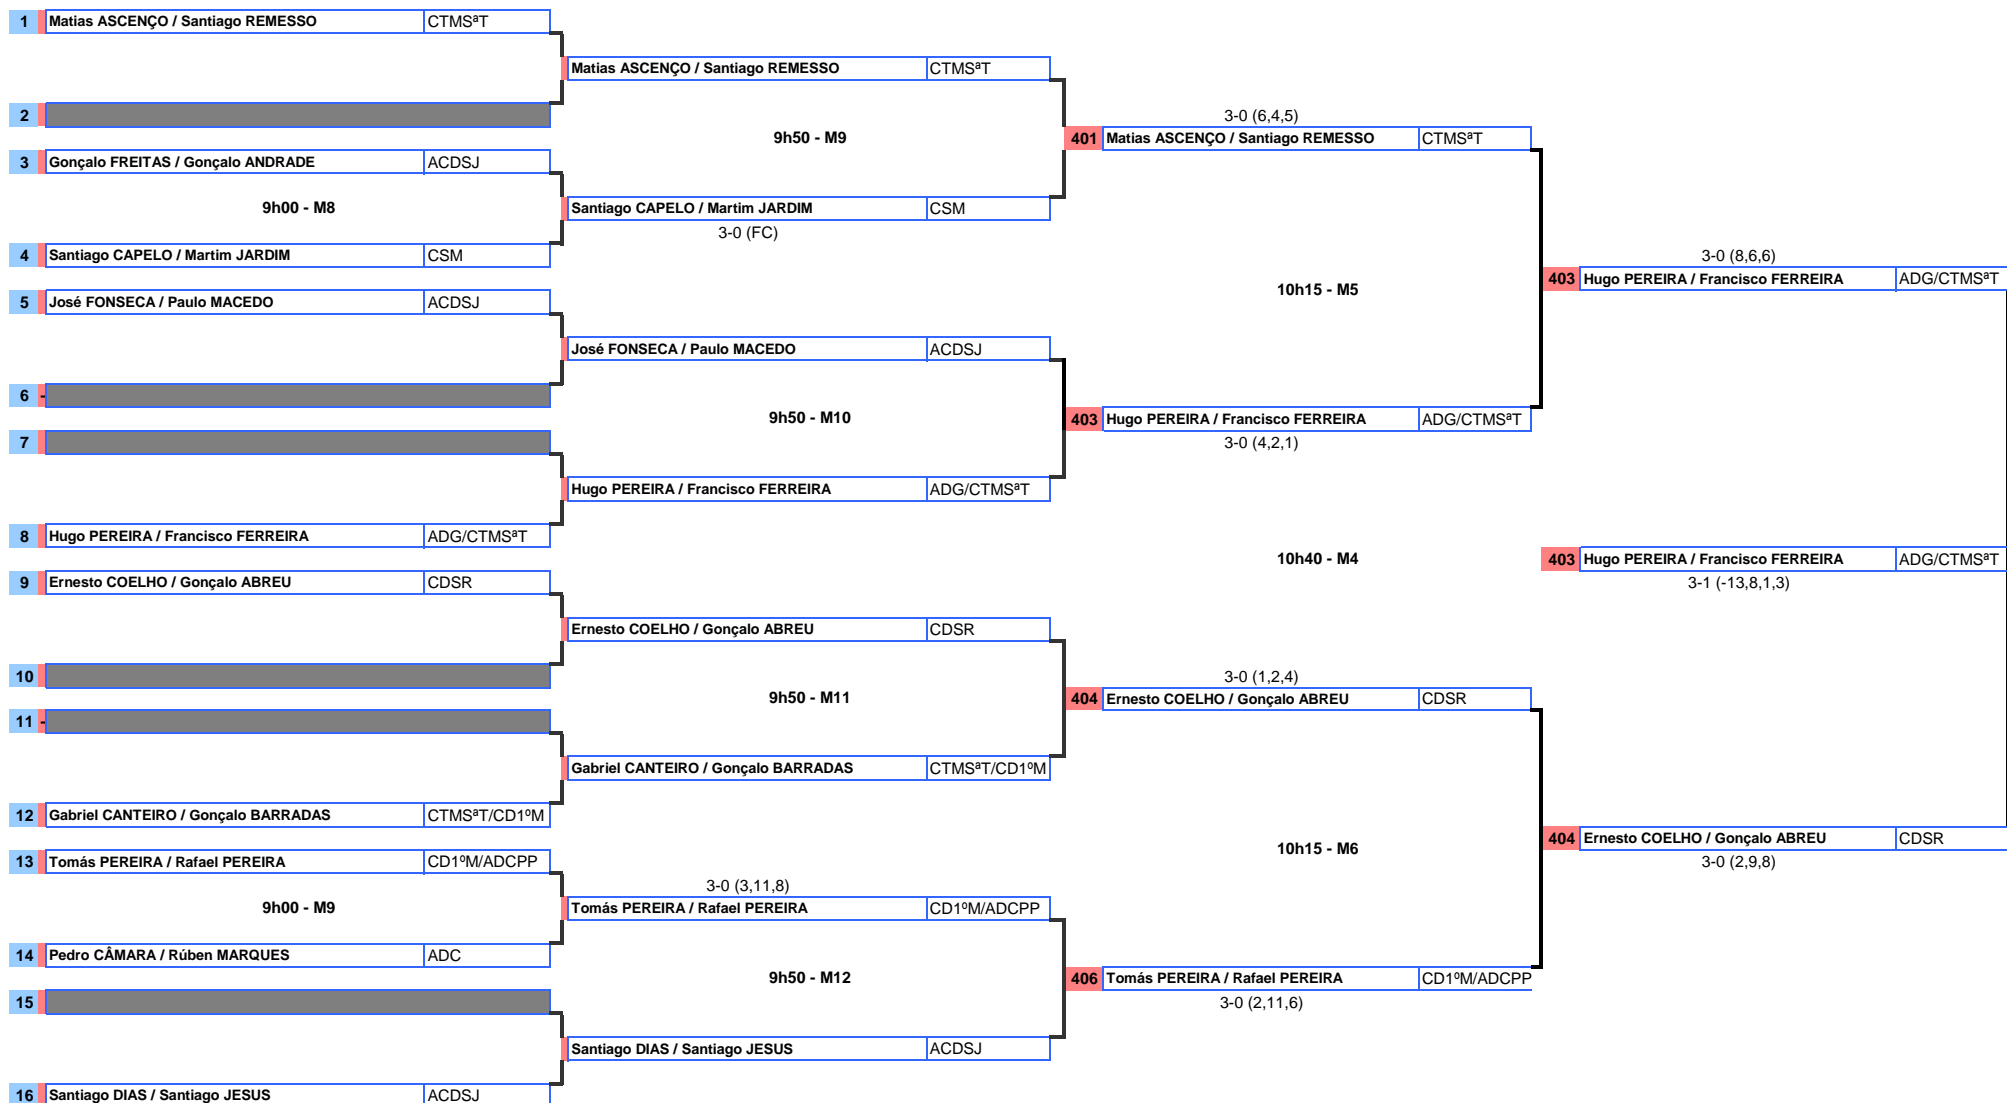 1 Matias ASCENÇO / Santiago REMESSO CTMSªT
Matias ASCENÇO / Santiago REMESSO CTMSªT
2
3-0 (6,4,5)
9h50 - M9
401 Matias ASCENÇO / Santiago REMESSO CTMSªT
3 Gonçalo FREITAS / Gonçalo ANDRADE ACDSJ
9h00 - M8
Santiago CAPELO / Martim JARDIM CSM
3-0 (FC)
4 Santiago CAPELO / Martim JARDIM CSM
3-0 (8,6,6)
403 Hugo PEREIRA / Francisco FERREIRA ADG/CTMSªT
10h15 - M5
5 José FONSECA / Paulo MACEDO ACDSJ
José FONSECA / Paulo MACEDO ACDSJ
6 -
9h50 - M10
403 Hugo PEREIRA / Francisco FERREIRA ADG/CTMSªT
3-0 (4,2,1)
7
Hugo PEREIRA / Francisco FERREIRA ADG/CTMSªT
8 Hugo PEREIRA / Francisco FERREIRA ADG/CTMSªT
10h40 - M4
403 Hugo PEREIRA / Francisco FERREIRA ADG/CTMSªT
3-1 (-13,8,1,3)
9 Ernesto COELHO / Gonçalo ABREU CDSR
Ernesto COELHO / Gonçalo ABREU CDSR
10
3-0 (1,2,4)
9h50 - M11
404 Ernesto COELHO / Gonçalo ABREU CDSR
11 -
Gabriel CANTEIRO / Gonçalo BARRADAS CTMSªT/CD1ºM
12 Gabriel CANTEIRO / Gonçalo BARRADAS CTMSªT/CD1ºM
10h15 - M6
404 Ernesto COELHO / Gonçalo ABREU CDSR
3-0 (2,9,8)
13 Tomás PEREIRA / Rafael PEREIRA CD1ºM/ADCPP
3-0 (3,11,8)
9h00 - M9
Tomás PEREIRA / Rafael PEREIRA CD1ºM/ADCPP
14 Pedro CÂMARA / Rúben MARQUES ADC
9h50 - M12
406 Tomás PEREIRA / Rafael PEREIRA CD1ºM/ADCPP
3-0 (2,11,6)
15
Santiago DIAS / Santiago JESUS ACDSJ
16 Santiago DIAS / Santiago JESUS ACDSJ